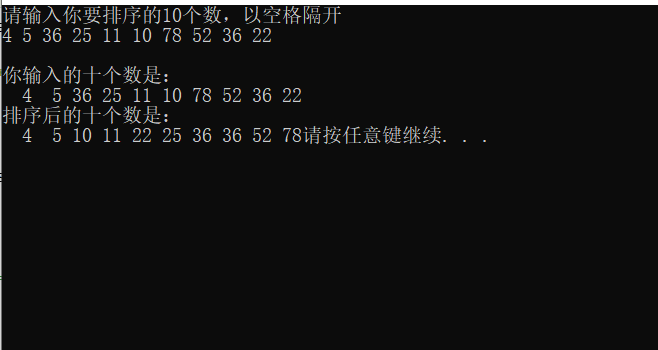 请输入你要排序的10个数，以空格隔开
4 5 36 25 11 10 78 52 36 22
你输入的十个数是：
4 5 36 25 11 10 78 52 36 22
排序后的十个数是：
4 5 10 11 22 25 36 36 52 78请按任意键继续. . .